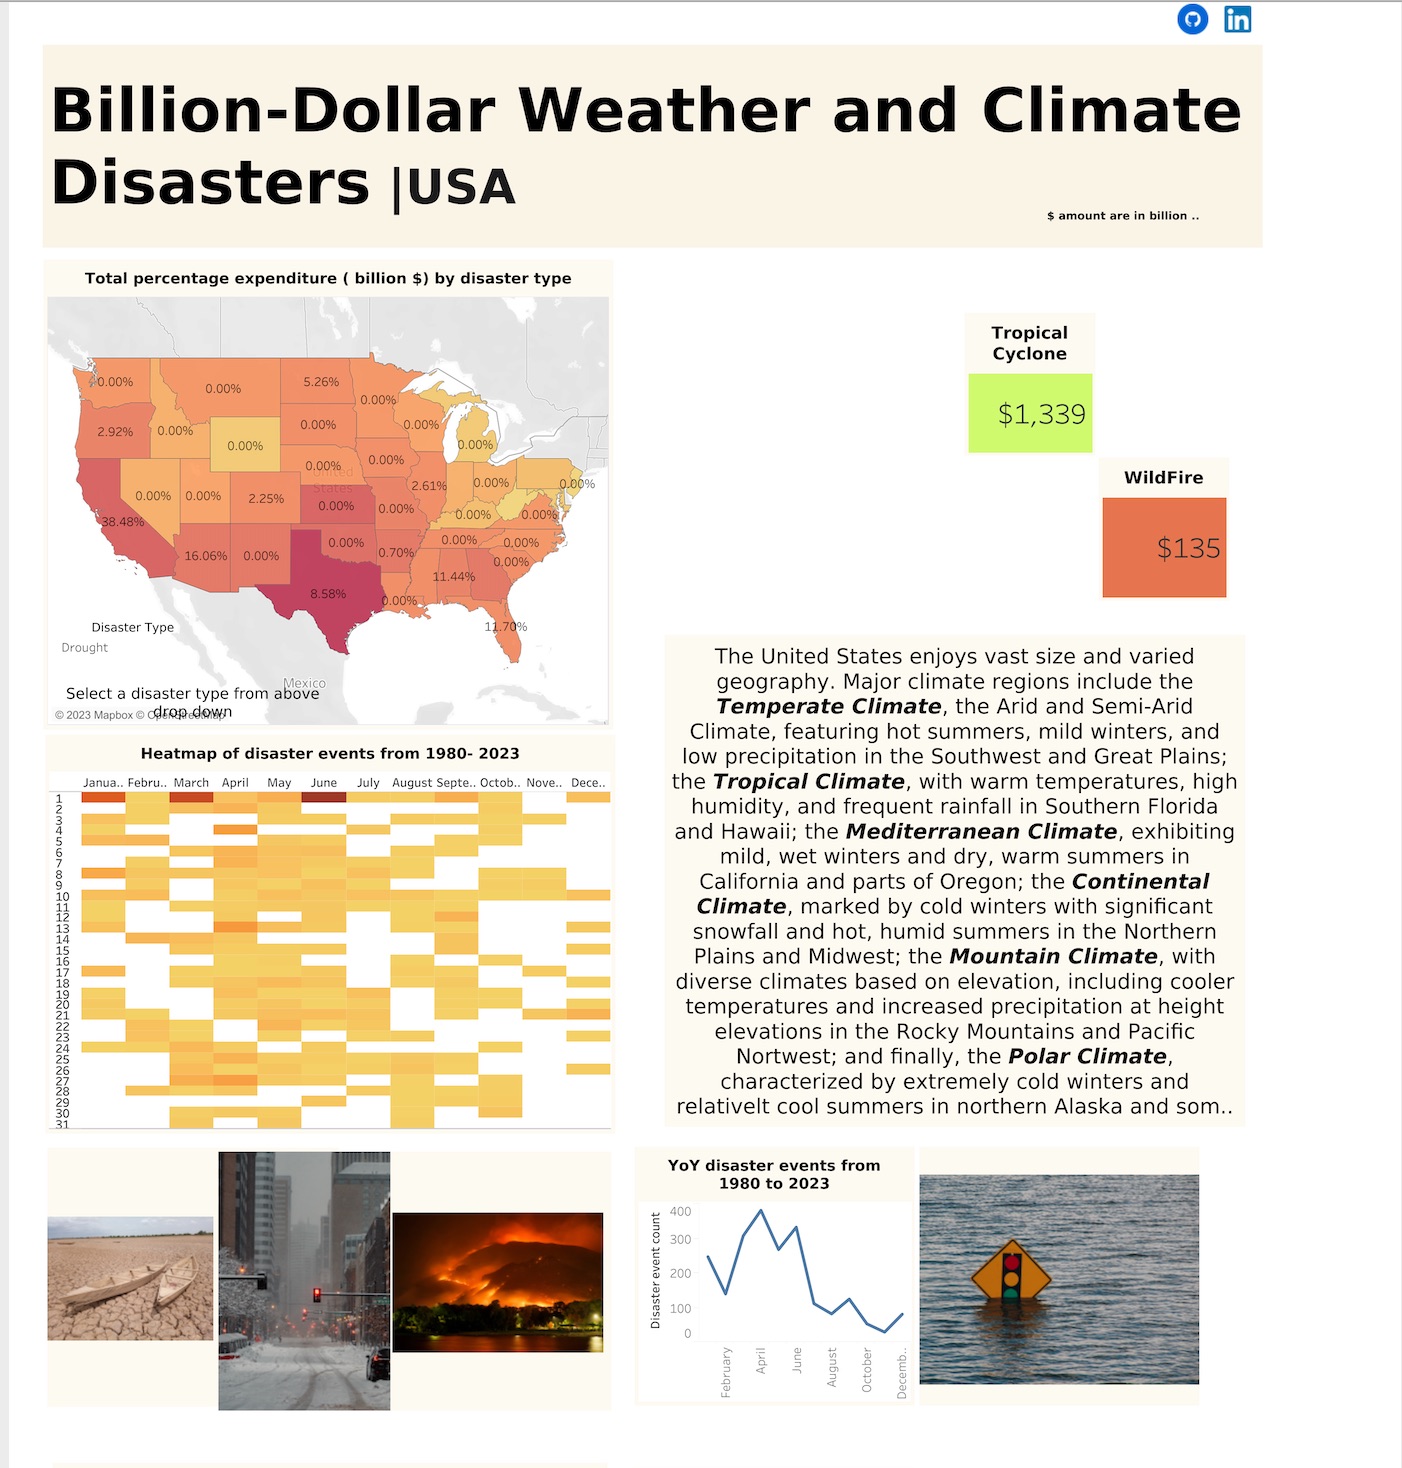 in
Billion-Dollar Weather and Climate
Disasters |USA
$ amount are in billion ..
Total percentage expenditure ( billion $) by disaster type
0.00%
0.00%
5.26%
0.00%
2.92%
0.00%
0.00%
0.00%
0.00%
0.00%
0.00%
0.00%
United
States
38.48%
0.00%
0.00%
2.25%
0.00%
0.00%
2.61%
0.00%
0.00%
0.00%
0.00%
16.06%
0.00%
0.00%
0.70%
0.00%
0.00%
0.00%
8.58%
0.00%
11.44%
11.70%
Disaster Type
Drought
Mexico
Select a disaster type from above
drop down
© 2023 Mapbox © OpenStreetMap
Tropical
Cyclone
$1,339
WildFire
$135
The United States enjoys vast size and varied
geography. Major climate regions include the
Temperate Climate, the Arid and Semi-Arid
Climate, featuring hot summers, mild winters, and
low precipitation in the Southwest and Great Plains;
the Tropical Climate, with warm temperatures, high
humidity, and frequent rainfall in Southern Florida
and Hawaii; the Mediterranean Climate, exhibiting
mild, wet winters and dry, warm summers in
California and parts of Oregon; the Continental
Climate, marked by cold winters with significant
snowfall and hot, humid summers in the Northern
Plains and Midwest; the Mountain Climate, with
diverse climates based on elevation, including cooler
temperatures and increased precipitation at height
elevations in the Rocky Mountains and Pacific
Nortwest; and finally, the Polar Climate,
characterized by extremely cold winters and
relativelt cool summers in northern Alaska and som..
Heatmap of disaster events from 1980- 2023
Janua.. Febru.. March April May June July August Septe.. Octob.. Nove.. Dece..
1
2
3
4
5
6
7
8
9
10
11
12
13
14
15
16
17
18
19
20
21
22
23
24
25
26
27
28
29
30
31
YoY disaster events from
1980 to 2023
Disaster event count
400
300
200
100
0
February
April
June
August
October
Decemb..